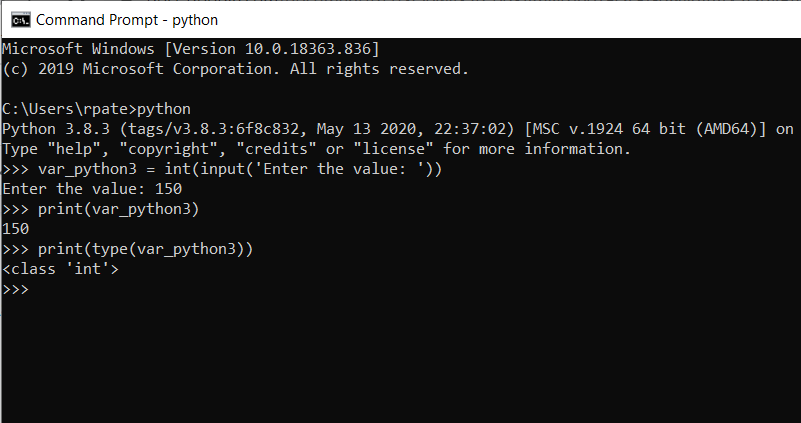 Command Prompt - python
Microsoft Windows [Version 10.0.18363.836]
(c) 2019 Microsoft Corporation. All rights reserved.
C:\Users\rpate>python
Python 3.8.3 (tags/v3.8.3:6f8c832, May 13 2020, 22:37:02) [MSC v.1924 64 bit (AMD64)] on
Type "help", "copyright", "credits" or "license" for more information.
>>> var_python3 = int(input('Enter the value: '))
Enter the value: 150
>>> print(var_python3)
150
>>> print(type(var_python3))
<class 'int'>
>>>